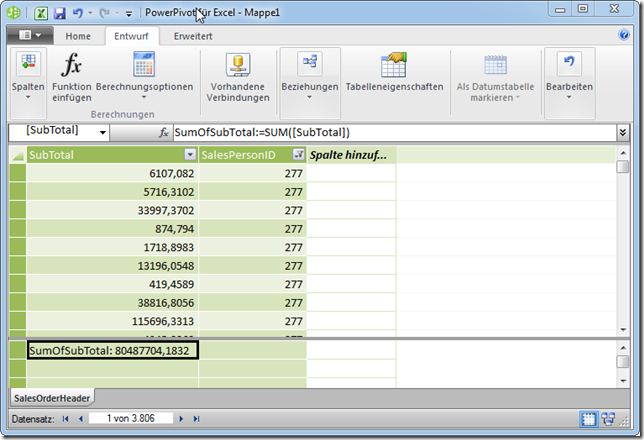 PowerPivot für Excel - Mappe1
Home Entwurf Erweitert
Spalten
Funktion einfügen
Berechnungsoptionen
Vorhandene Verbindungen
Beziehungen
Tabelleneigenschaften
Als Datumstabelle markieren
Bearbeiten
Berechnungen
[SubTotal] fx SumOfSubTotal:=SUM([SubTotal])
SubTotal SalesPersonID Spalte hinzuf...
6107,082 277
5716,3102 277
33997,3702 277
874,794 277
1718,8983 277
13196,0548 277
419,4589 277
38816,8056 277
115696,3313 277
SumOfSubTotal: 80487704,1832
SalesOrderHeader
Datensatz: 1 von 3.806